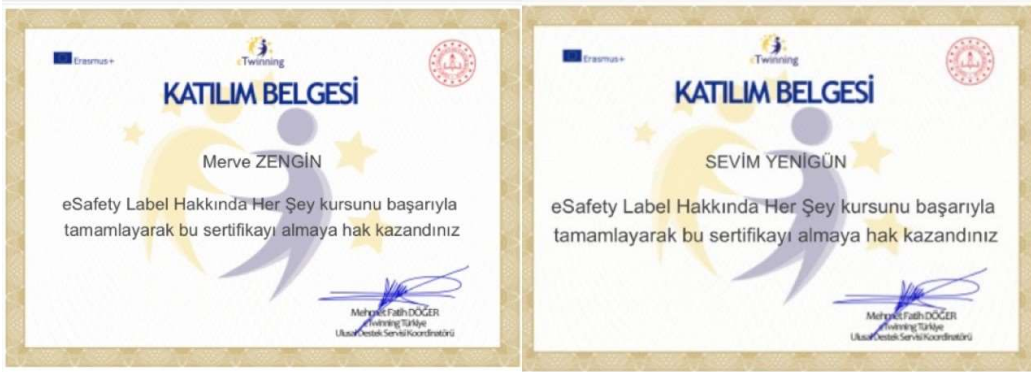 Erasmus+
eTwinning
KATILIM BELGESİ
Merve ZENGİN
eSafety Label Hakkında Her Şey kursunu başarıyla
tamamlayarak bu sertifikayı almaya hak kazandınız
Mehmet Fatih DÖĞER
eTwinning Türkiye
Ulusal Destek Servisi Koordinatörü
Erasmus+
eTwinning
KATILIM BELGESİ
SEVİM YENİGÜN
eSafety Label Hakkında Her Şey kursunu başarıyla
tamamlayarak bu sertifikayı almaya hak kazandınız
Mehmet Fatih DÖĞER
eTwinning Türkiye
Ulusal Destek Servisi Koordinatörü